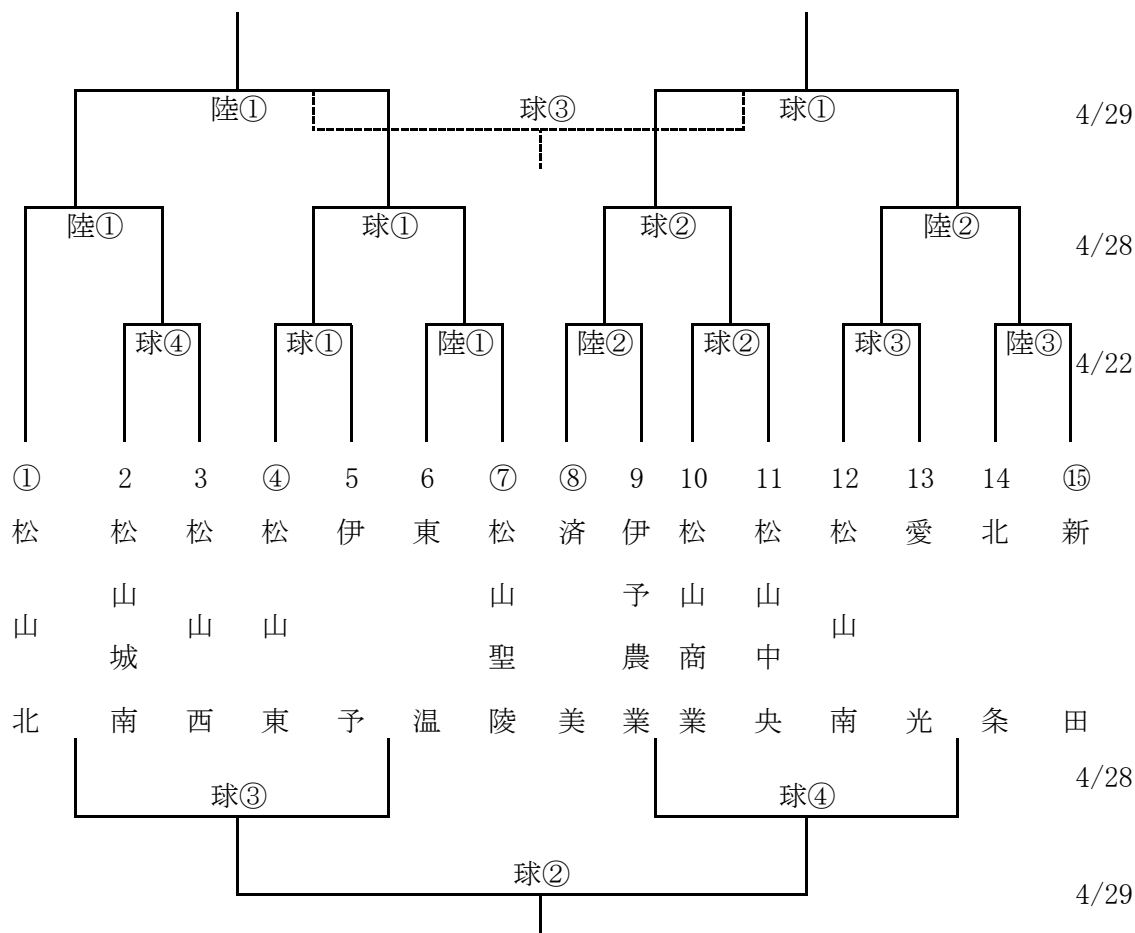 陸① 球③ 球① 4/29
陸① 球① 球② 陸② 4/28
球④ 球① 陸① 陸② 球② 球③ 陸③ 4/22
① 2 3 ④ 5 6 ⑦ ⑧ 9 10 11 12 13 14 ⑮
松山北
松山城南
松山西
松山東
伊予
東温
松山聖陵
済美
伊予農業
松山商業
松山中央
松山南
愛光
北条
新田
球③ 球④ 4/28
球② 4/29